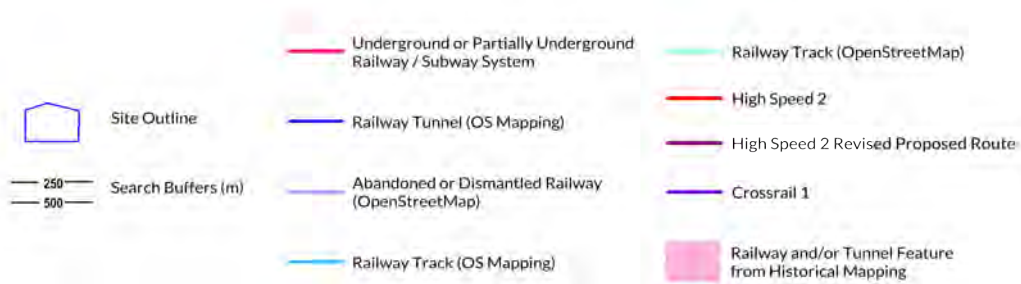 Site Outline
250
500
Search Buffers (m)
Underground or Partially Underground
Railway / Subway System
Railway Tunnel (OS Mapping)
Abandoned or Dismantled Railway
(OpenStreetMap)
Railway Track (OS Mapping)
Railway Track (OpenStreetMap)
High Speed 2
High Speed 2 Revised Proposed Route
Crossrail 1
Railway and/or Tunnel Feature
from Historical Mapping